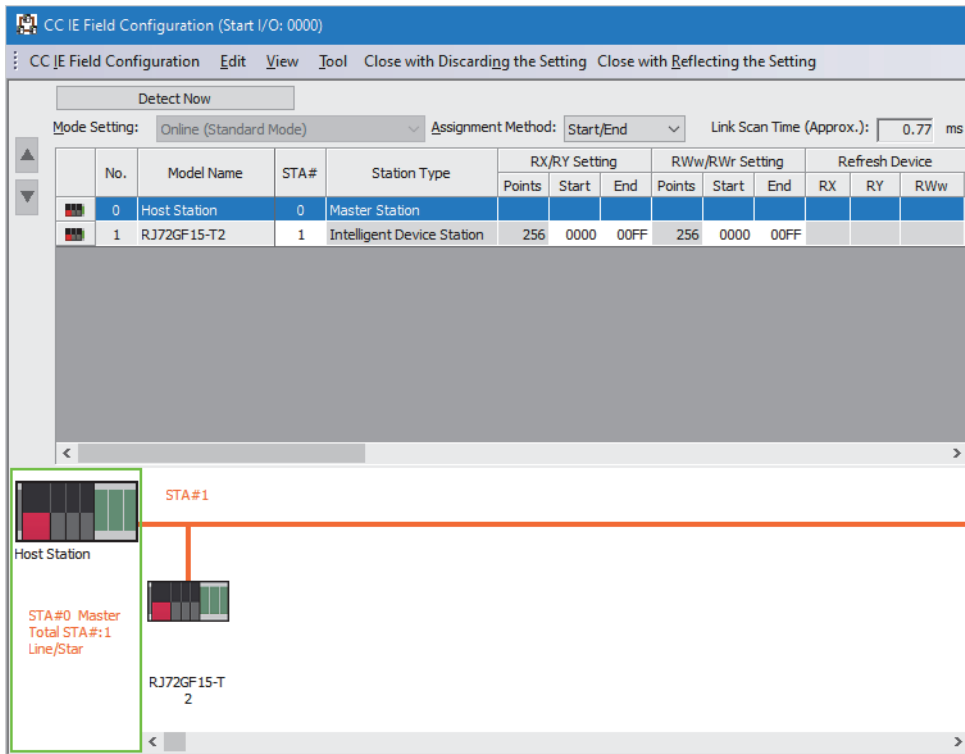 CC IE Field Configuration (Start I/O: 0000)
CC IE Field Configuration Edit View Tool Close with Discarding the Setting Close with Reflecting the Setting
Detect Now
Mode Setting: Online (Standard Mode) Assignment Method: Start/End Link Scan Time (Approx.): 0.77 ms
No. Model Name STA# Station Type RX/RY Setting RWw/RWr Setting Refresh Device
Points Start End Points Start End RX RY RWw
0 Host Station 0 Master Station
1 RJ72GF15-T2 1 Intelligent Device Station 256 0000 00FF 256 0000 00FF
STA#1
Host Station
STA#0 Master
Total STA#:1
Line/Star
RJ72GF15-T
2